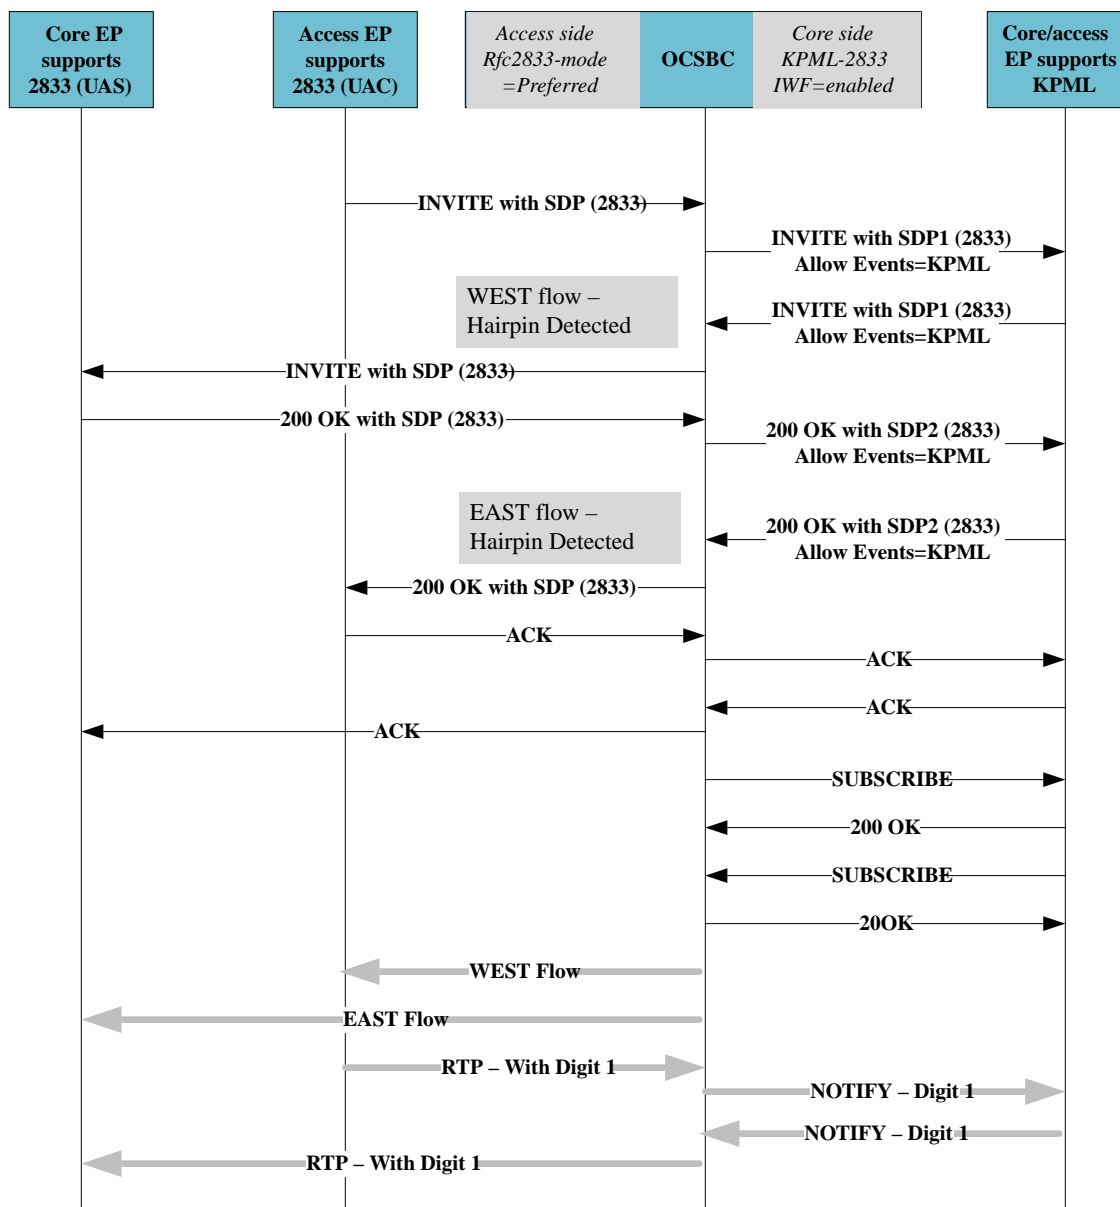 Core EP
supports
2833 (UAS)
Access EP
supports
2833 (UAC)
Access side
Rfc2833-mode
=Preferred
OCSBC
Core side
KPML-2833
IWF=enabled
Core/access
EP supports
KPML
INVITE with SDP (2833)
INVITE with SDP1 (2833)
Allow Events=KPML
WEST flow –
Hairpin Detected
INVITE with SDP1 (2833)
Allow Events=KPML
INVITE with SDP (2833)
200 OK with SDP (2833)
200 OK with SDP2 (2833)
Allow Events=KPML
EAST flow –
Hairpin Detected
200 OK with SDP2 (2833)
Allow Events=KPML
200 OK with SDP (2833)
ACK
ACK
ACK
ACK
SUBSCRIBE
200 OK
SUBSCRIBE
20OK
WEST Flow
EAST Flow
RTP – With Digit 1
NOTIFY – Digit 1
NOTIFY – Digit 1
RTP – With Digit 1